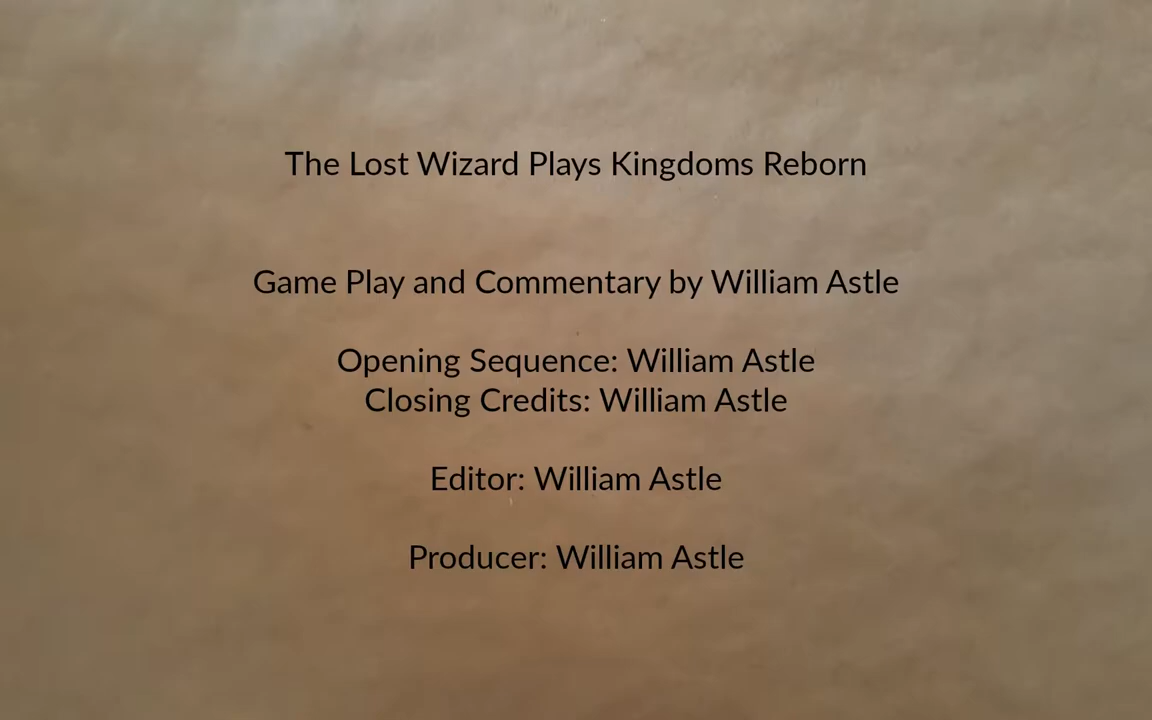 The Lost Wizard Plays Kingdoms Reborn
Game Play and Commentary by William Astle
Opening Sequence: William Astle
Closing Credits: William Astle
Editor: William Astle
Producer: William Astle